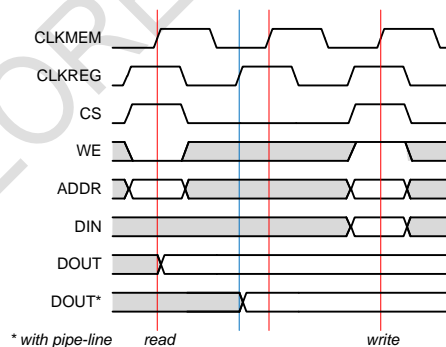 CLKMEM
CLKREG
CS
WE
ADDR
DIN
DOUT
DOUT*
* with pipe-line read write